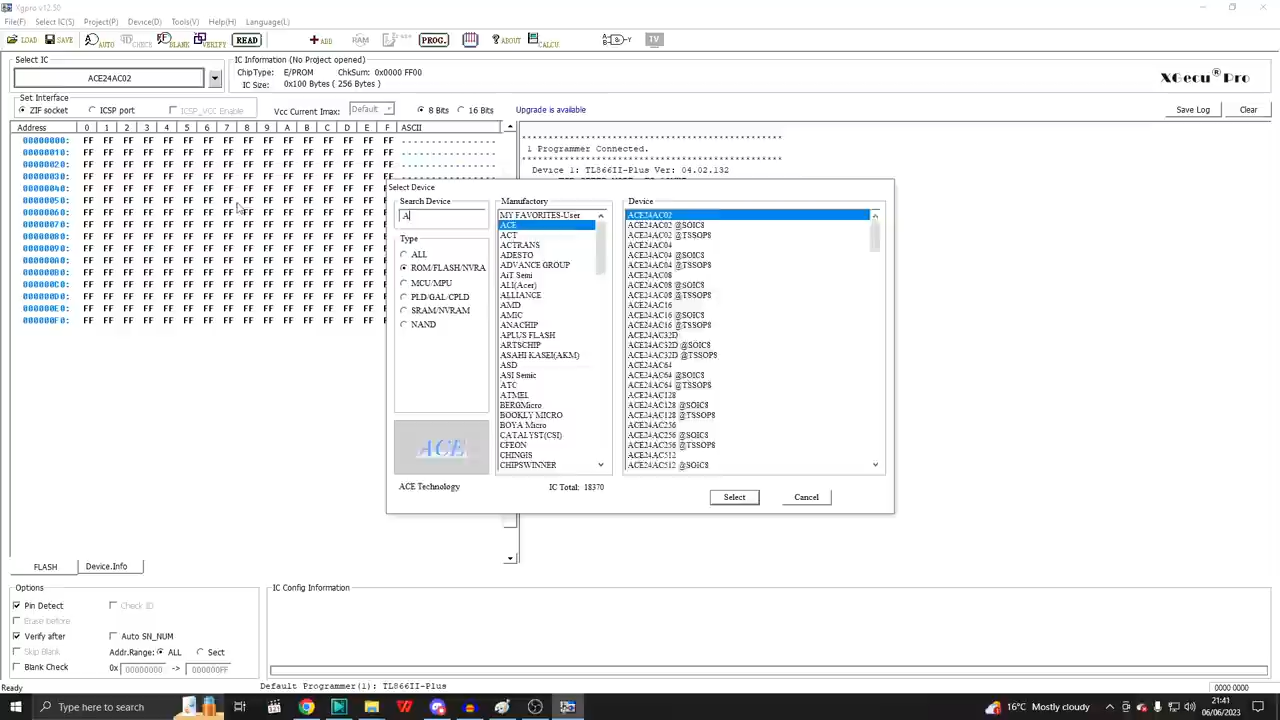 Xgpro v12.50
File(F) Select IC(S) Project(P) Device(D) Tools(V) Help(H) Language(L)
LOAD SAVE AUTO CHECK BLANK VERIFY READ ADD RAM PROG. ABOUT CALCU. TV
Select IC
ACE24AC02
IC Information (No Project opened)
ChipType: E/PROM ChkSum: 0x0000 FF00
IC Size: 0x100 Bytes ( 256 Bytes )
XGecu® Pro
Set Interface
ZIF socket ICSP port ICSP_VCC Enable
Vcc Current Imax: Default 8 Bits 16 Bits
Upgrade is available
Save Log Clear
Address 0 1 2 3 4 5 6 7 8 9 A B C D E F ASCII
00000000: FF FF FF FF FF FF FF FF FF FF FF FF FF FF FF FF ................
00000010: FF FF FF FF FF FF FF FF FF FF FF FF FF FF FF FF ................
00000020: FF FF FF FF FF FF FF FF FF FF FF FF FF FF FF FF ................
00000030: FF FF FF FF FF FF FF FF FF FF FF FF FF FF FF FF ................
00000040: FF FF FF FF FF FF FF FF FF FF FF FF FF FF FF
00000050: FF FF FF FF FF FF FF FF FF FF FF FF FF FF FF
00000060: FF FF FF FF FF FF FF FF FF FF FF FF FF FF FF
00000070: FF FF FF FF FF FF FF FF FF FF FF FF FF FF FF
00000080: FF FF FF FF FF FF FF FF FF FF FF FF FF FF FF
00000090: FF FF FF FF FF FF FF FF FF FF FF FF FF FF FF
000000A0: FF FF FF FF FF FF FF FF FF FF FF FF FF FF FF
000000B0: FF FF FF FF FF FF FF FF FF FF FF FF FF FF FF
000000C0: FF FF FF FF FF FF FF FF FF FF FF FF FF FF FF
000000D0: FF FF FF FF FF FF FF FF FF FF FF FF FF FF FF
000000E0: FF FF FF FF FF FF FF FF FF FF FF FF FF FF FF
000000F0: FF FF FF FF FF FF FF FF FF FF FF FF FF FF FF
***********************************************
1 Programmer Connected.
***********************************************
Device 1: TL866II-Plus Ver: 04.02.132
Select Device
Search Device
A
Type
ALL
ROM/FLASH/NVRA
MCU/MPU
PLD/GAL/CPLD
SRAM/NVRAM
NAND
ACE
ACE Technology
Manufactory
MY FAVORITES-User
ACE
ACT
ACTRANS
ADESTO
ADVANCE GROUP
AiT Semi
ALI(Acer)
ALLIANCE
AMD
AMIC
ANACHIP
APLUS FLASH
ARTSCHIP
ASAHI KASEI(AKM)
ASD
ASI Semic
ATC
ATMEL
BERGMicro
BOOKLY MICRO
BOYA Micro
CATALYST(CSI)
CFEON
CHINGIS
CHIPSWINNER
IC Total: 18370
Device
ACE24AC02
ACE24AC02 @SOIC8
ACE24AC02 @TSSOP8
ACE24AC04
ACE24AC04 @SOIC8
ACE24AC04 @TSSOP8
ACE24AC08
ACE24AC08 @SOIC8
ACE24AC08 @TSSOP8
ACE24AC16
ACE24AC16 @SOIC8
ACE24AC16 @TSSOP8
ACE24AC32D
ACE24AC32D @SOIC8
ACE24AC32D @TSSOP8
ACE24AC64
ACE24AC64 @SOIC8
ACE24AC64 @TSSOP8
ACE24AC128
ACE24AC128 @SOIC8
ACE24AC128 @TSSOP8
ACE24AC256
ACE24AC256 @SOIC8
ACE24AC256 @TSSOP8
ACE24AC512
ACE24AC512 @SOIC8
Select Cancel
FLASH Device.Info
Options
Pin Detect Check ID
Erase before
Verify after Auto SN_NUM
Skip Blank Addr.Range: ALL Sect
Blank Check 0x 00000000 -> 000000FF
IC Config Information
Ready Default Programmer(1): TL866II-Plus 0000 0000
Type here to search
16°C Mostly cloudy
21:41
06/06/2023